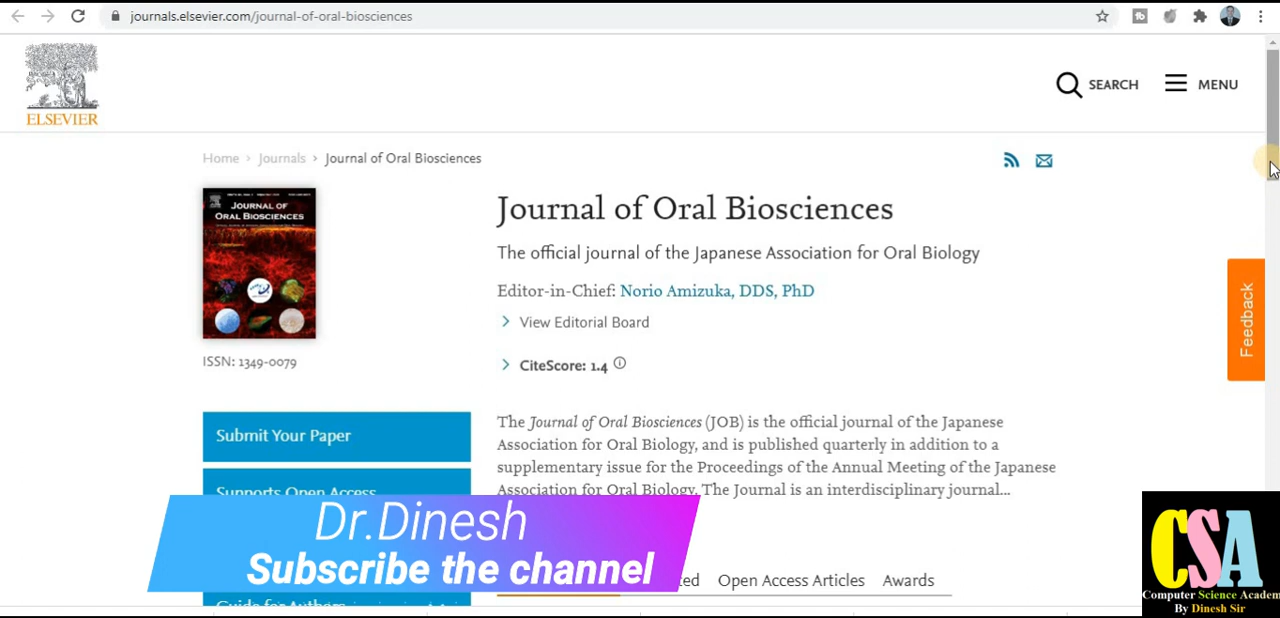 journals.elsevier.com/journal-of-oral-biosciences
ELSEVIER
SEARCH
MENU
Home › Journals › Journal of Oral Biosciences
JOURNAL OF
ORAL BIOSCIENCES
ISSN: 1349-0079
Journal of Oral Biosciences
The official journal of the Japanese Association for Oral Biology
Editor-in-Chief: Norio Amizuka, DDS, PhD
View Editorial Board
CiteScore: 1.4
The Journal of Oral Biosciences (JOB) is the official journal of the Japanese
Association for Oral Biology, and is published quarterly in addition to a
supplementary issue for the Proceedings of the Annual Meeting of the Japanese
Association for Oral Biology. The Journal is an interdisciplinary journal...
Submit Your Paper
Supports Open Access
Guide for Authors
Dr.Dinesh
Subscribe the channel
ted Open Access Articles Awards
Feedback
CSA
Computer Science Academ
By Dinesh Sir